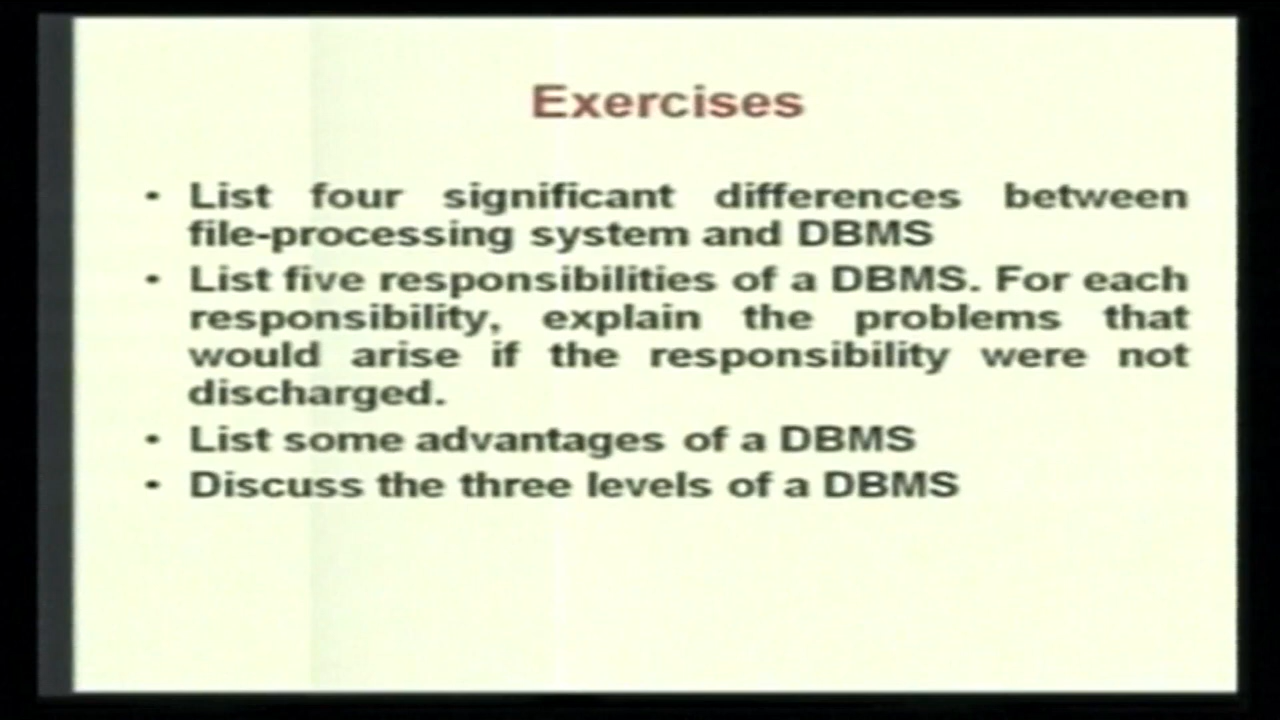 Exercises
• List four significant differences between
file-processing system and DBMS
• List five responsibilities of a DBMS. For each
responsibility, explain the problems that
would arise if the responsibility were not
discharged.
• List some advantages of a DBMS
• Discuss the three levels of a DBMS